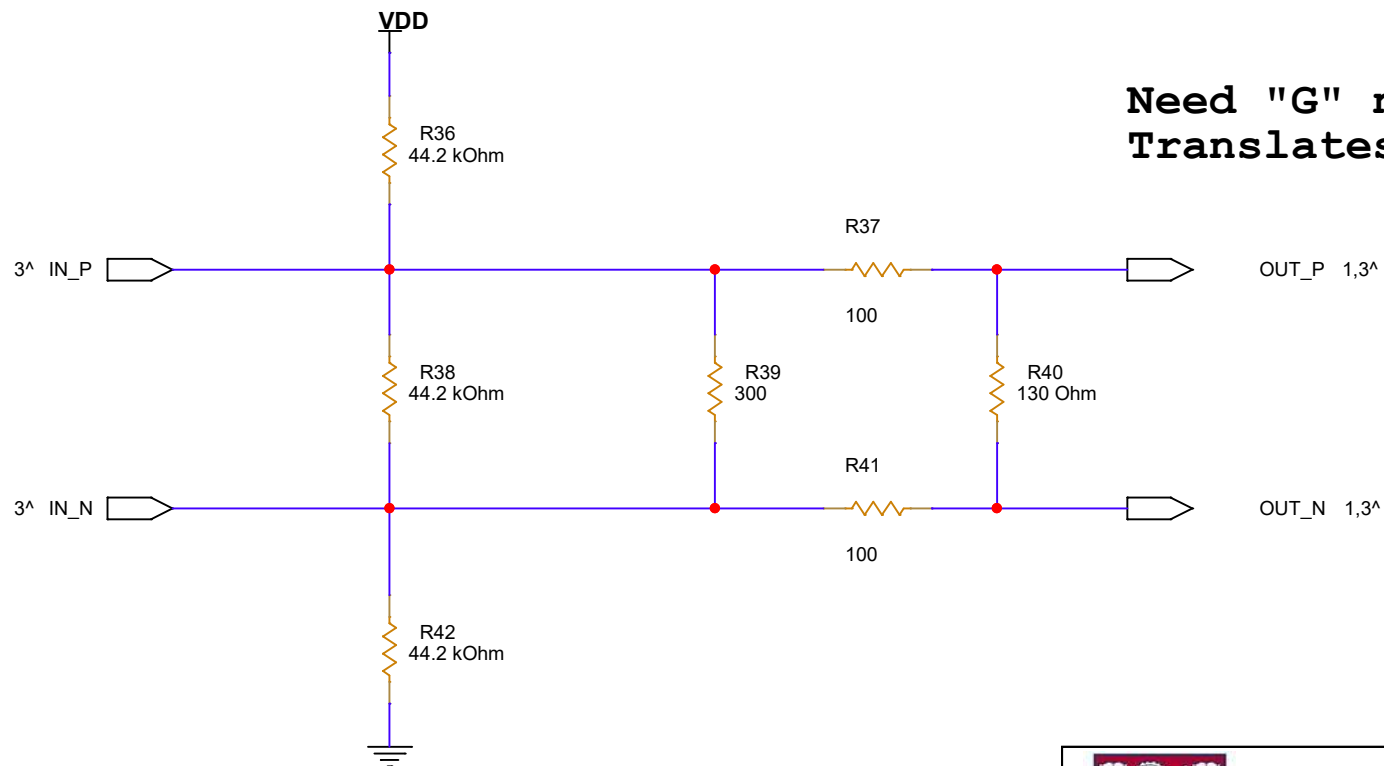 VDD
Need "G"
Translates
R36
44.2 kOhm
R37
3^ IN_P
OUT_P 1,3^
100
R38
44.2 kOhm
R39
300
R40
130 Ohm
R41
3^ IN_N
OUT_N 1,3^
100
R42
44.2 kOhm